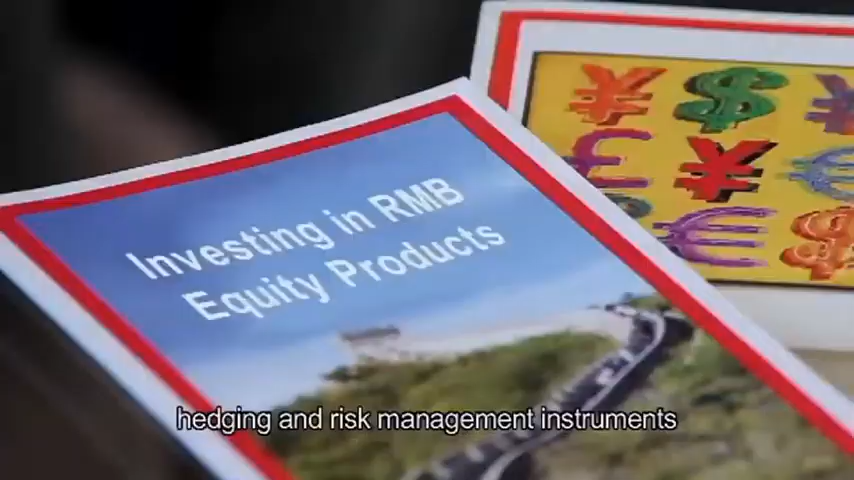 Investing in RMB
Equity Products
hedging and risk management instruments